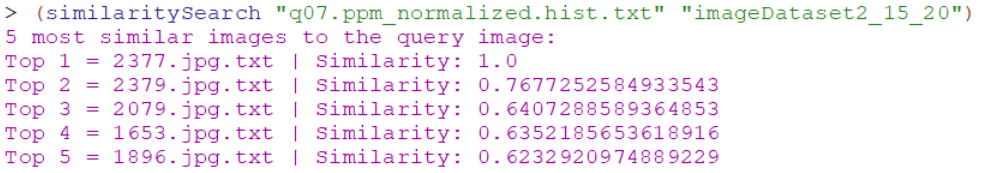 > (similaritySearch "q07.ppm_normalized.hist.txt" "imageDataset2_15_20")
5 most similar images to the query image:
Top 1 = 2377.jpg.txt | Similarity: 1.0
Top 2 = 2379.jpg.txt | Similarity: 0.7677252584933543
Top 3 = 2079.jpg.txt | Similarity: 0.6407288589364853
Top 4 = 1653.jpg.txt | Similarity: 0.6352185653618916
Top 5 = 1896.jpg.txt | Similarity: 0.6232920974889229